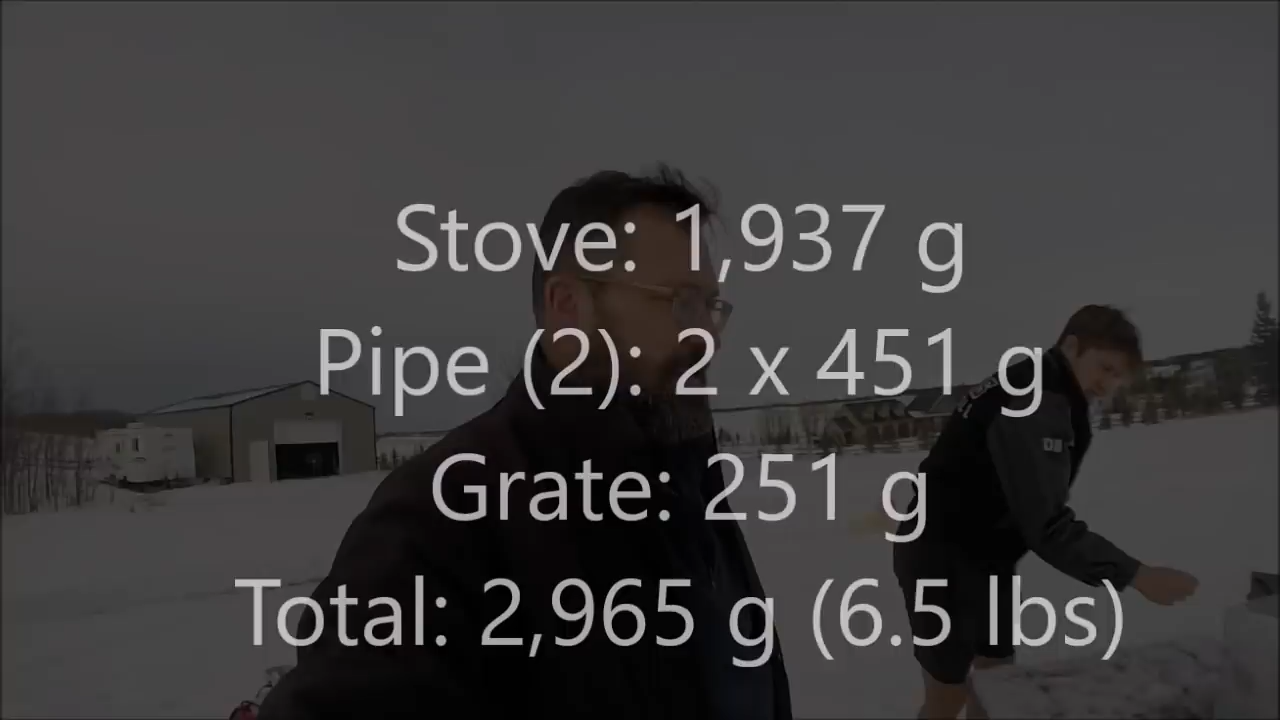 Stove: 1,937 g
Pipe (2): 2 x 451 g
Grate: 251 g
Total: 2,965 g (6.5 lbs)